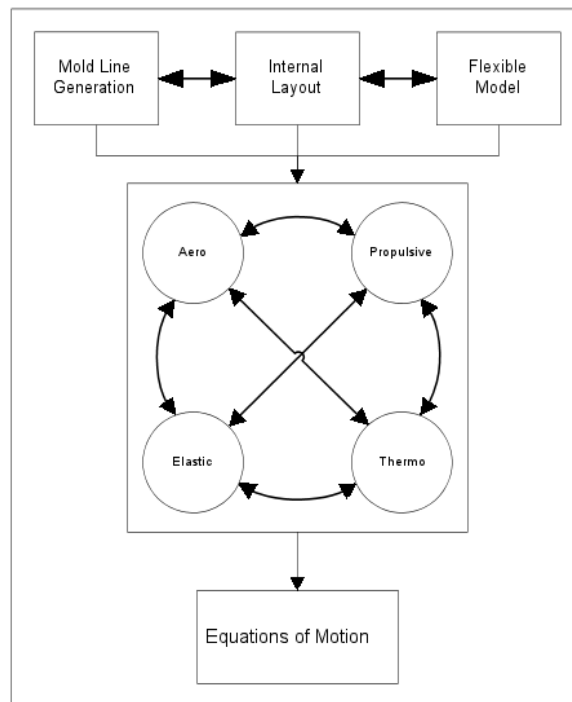 Mold Line
Generation
Internal
Layout
Flexible
Model
Aero
Propulsive
Elastic
Thermo
Equations of Motion